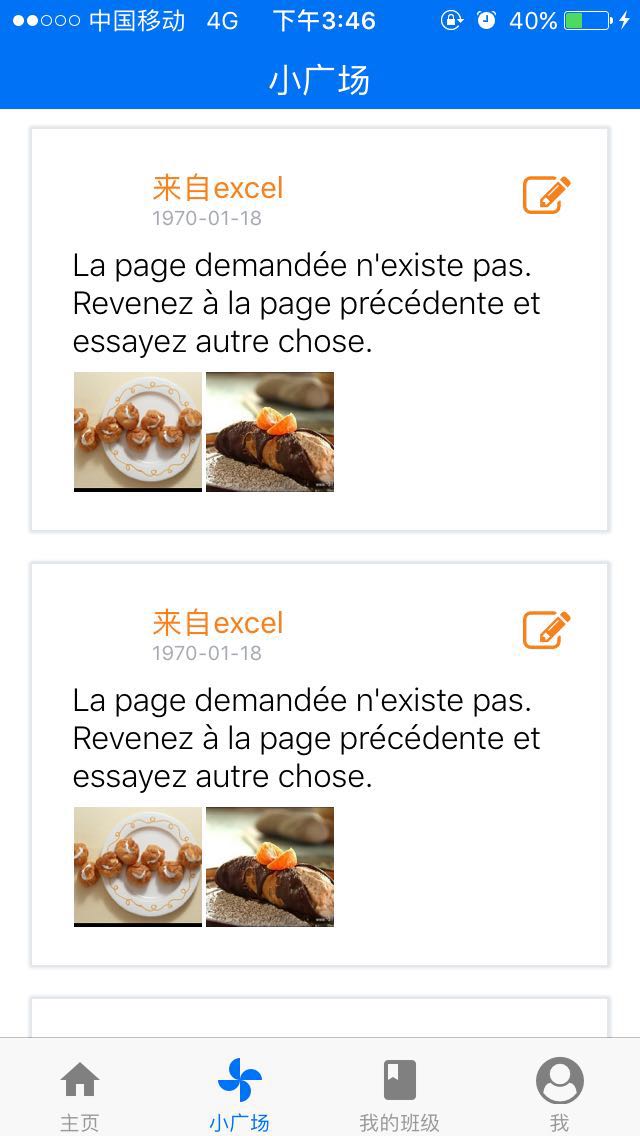 中国移动 4G 下午3:46 40%
小广场
来自excel
1970-01-18
La page demandée n'existe pas.
Revenez à la page précédente et
essayez autre chose.
来自excel
1970-01-18
La page demandée n'existe pas.
Revenez à la page précédente et
essayez autre chose.
主页 小广场 我的班级 我